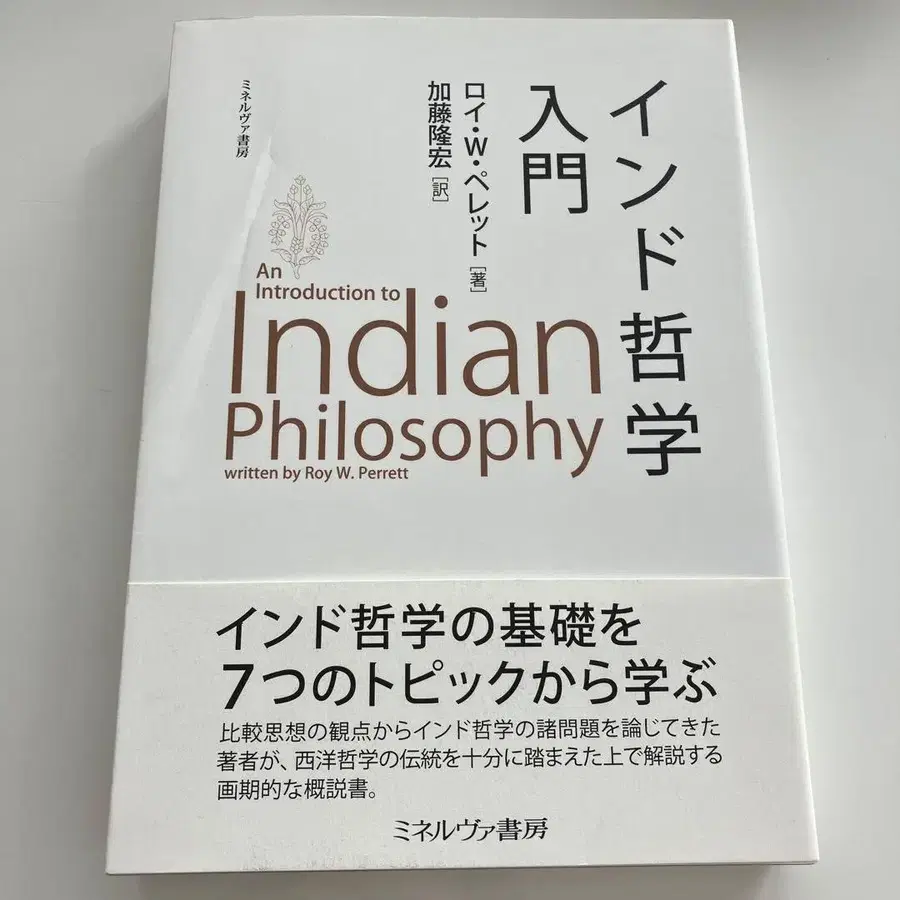 インド哲学
入門
ロイ・W・ペレット[著]
加藤隆宏[訳]
ミネルヴァ書房
An
Introduction to
Indian
Philosophy
written by Roy W. Perrett
インド哲学の基礎を
7つのトピックから学ぶ
比較思想の観点からインド哲学の諸問題を論じてきた
著者が、西洋哲学の伝統を十分に踏まえた上で解説する
画期的な概説書。
ミネルヴァ書房